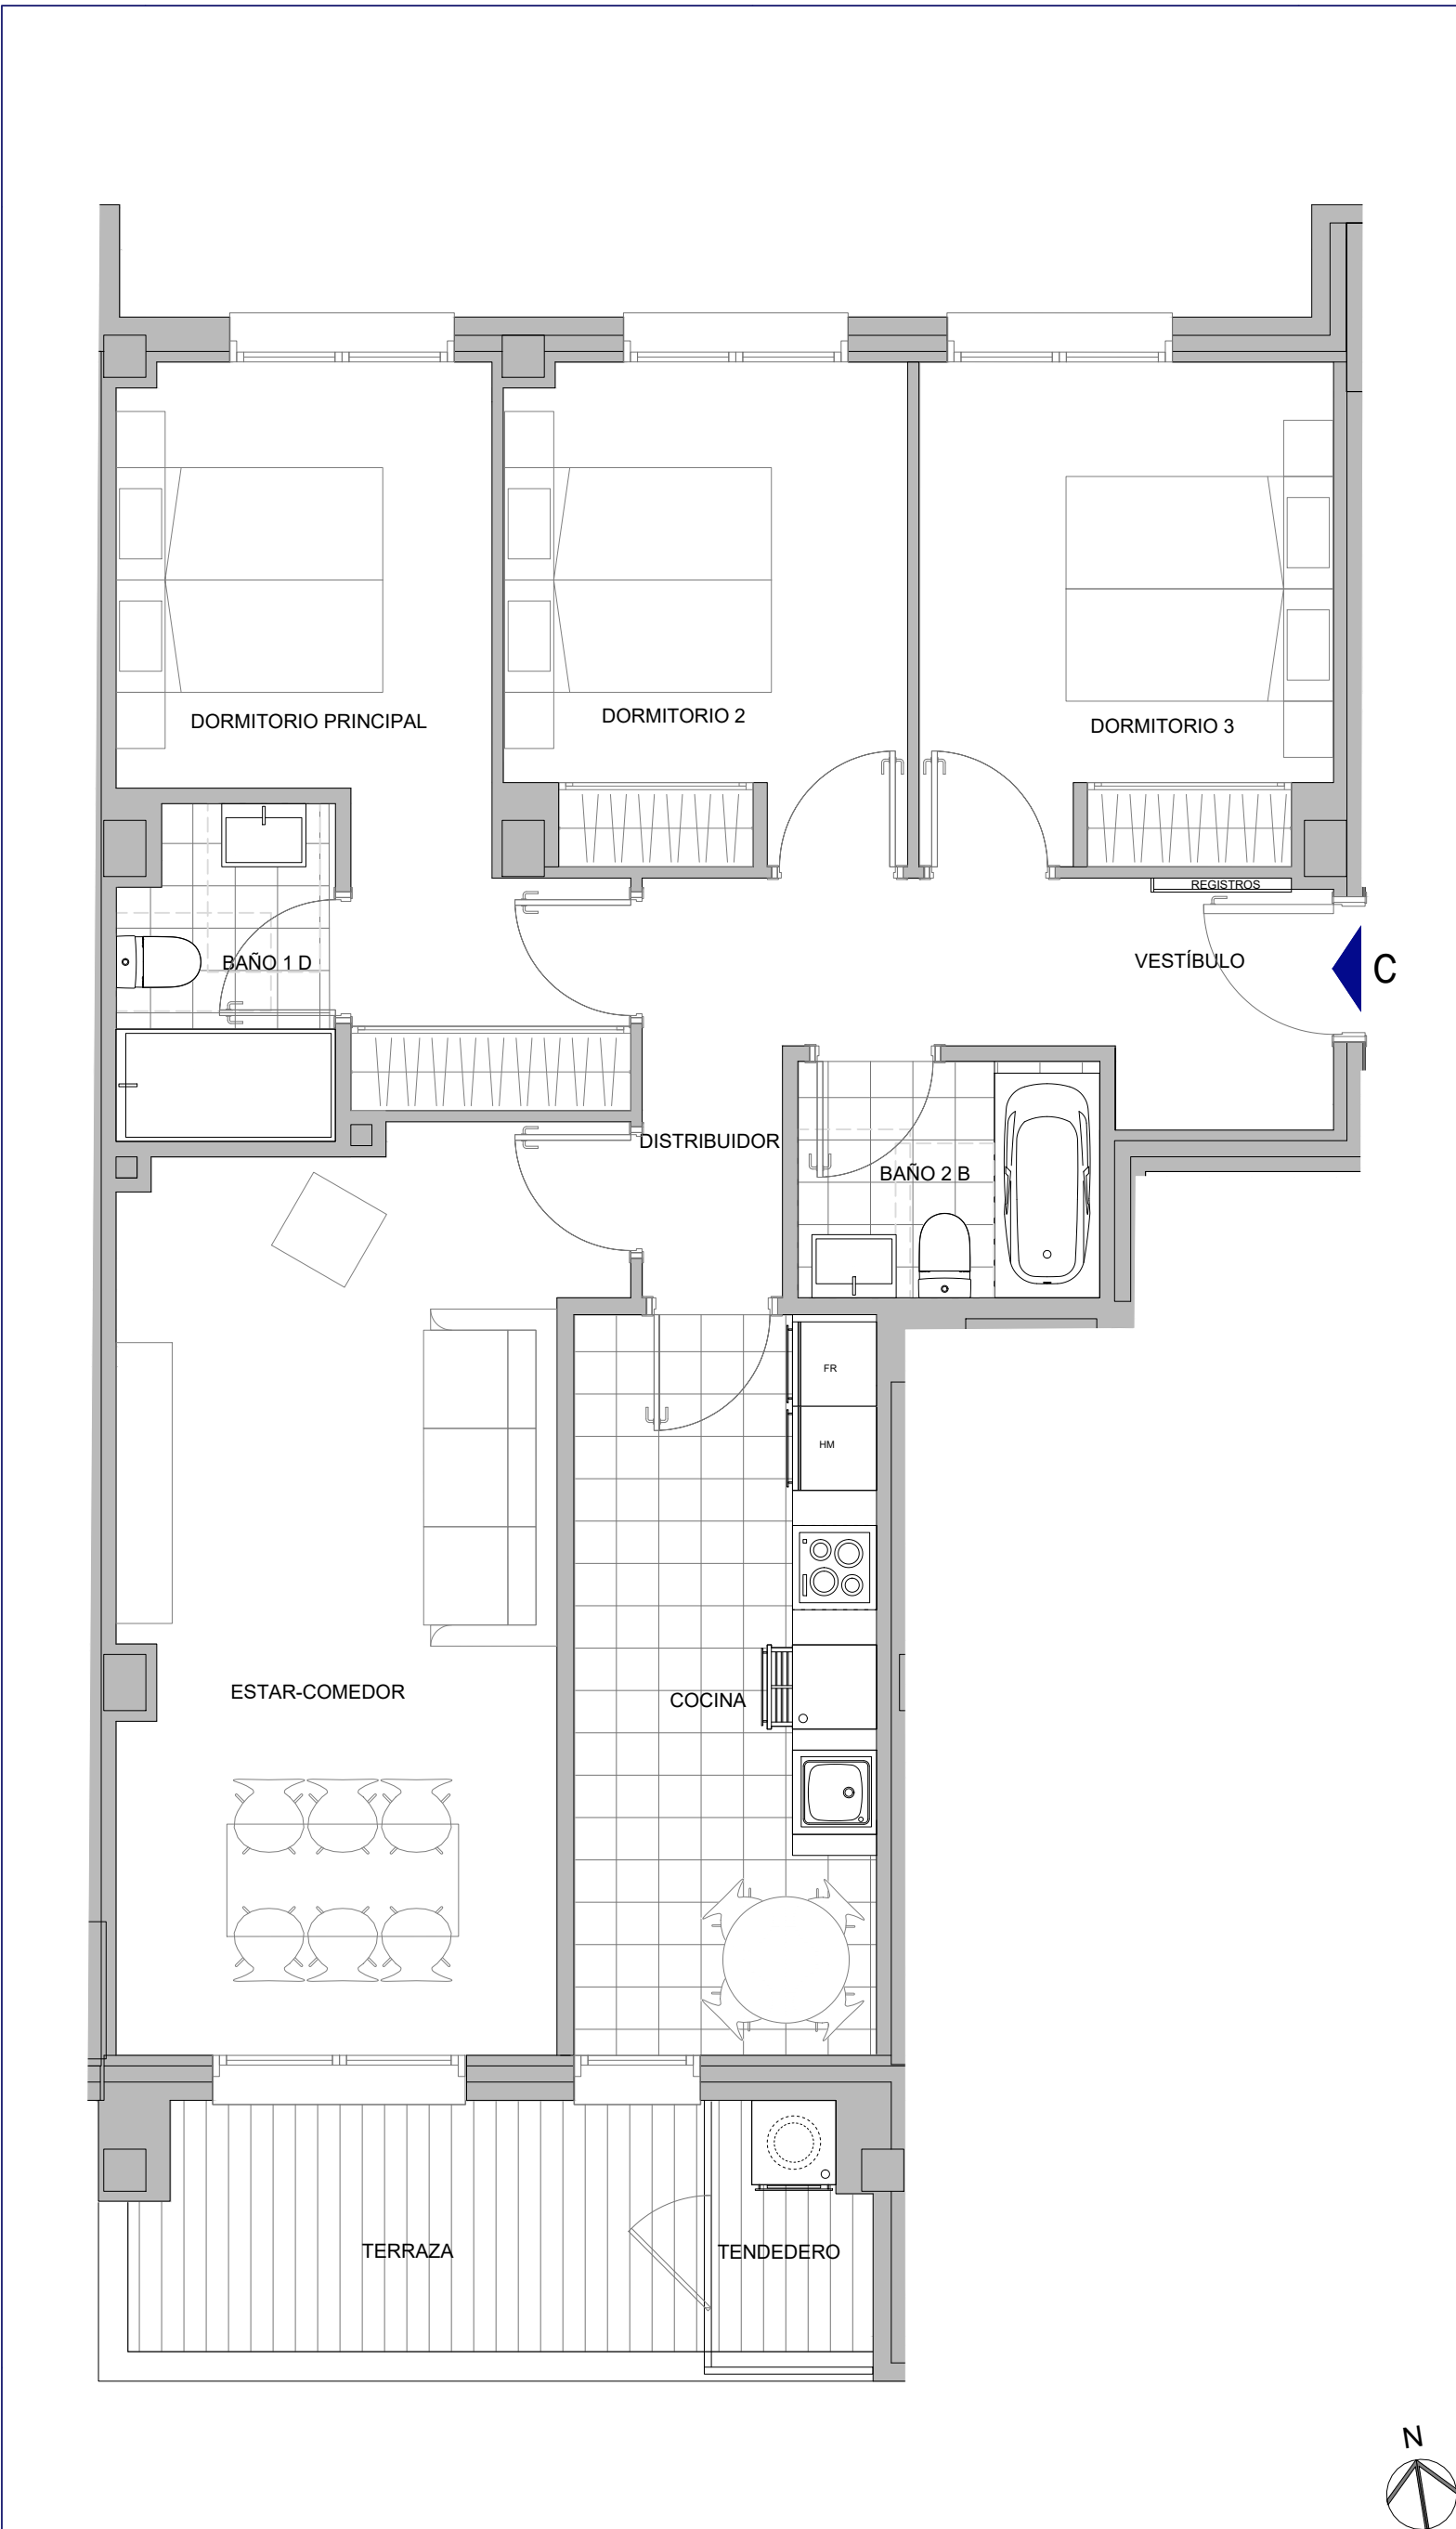 DORMITORIO PRINCIPAL
DORMITORIO 2
DORMITORIO 3
REGISTROS
BAÑO 1 D
VESTÍBULO
C
DISTRIBUIDOR
BAÑO 2 B
FR
HM
ESTAR-COMEDOR
COCINA
TERRAZA
TENDEDERO
N